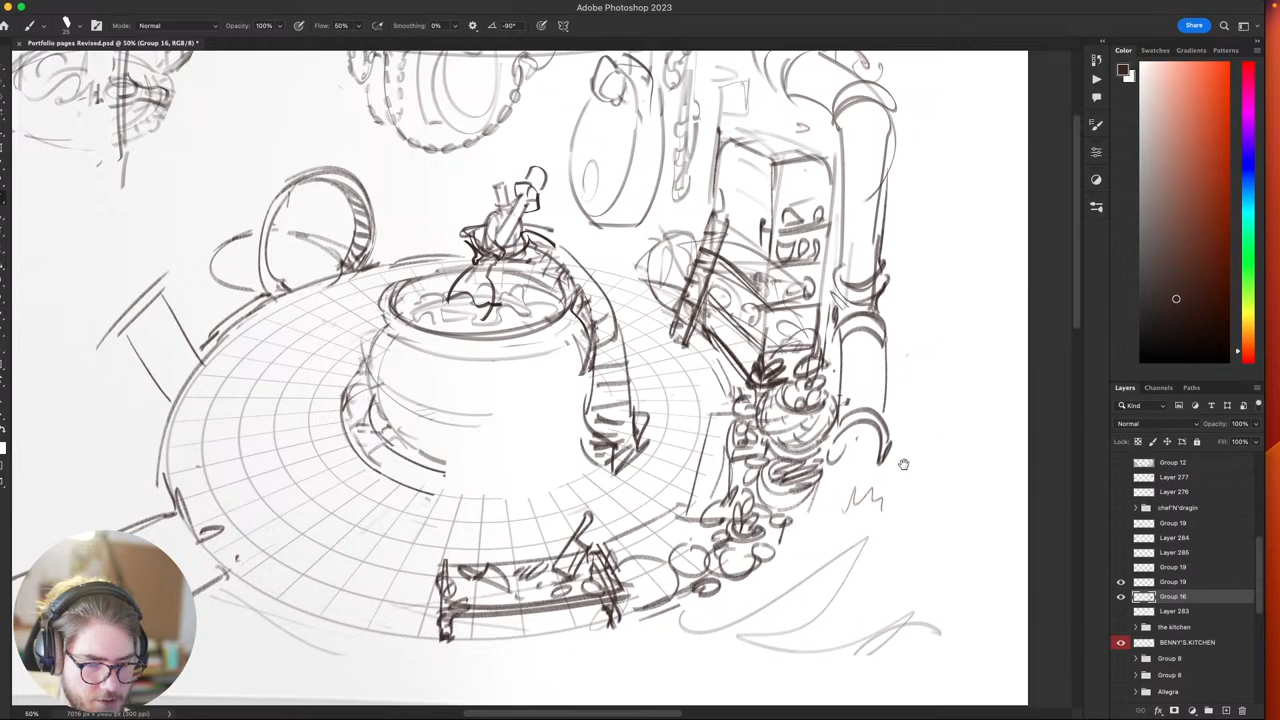 Adobe Photoshop 2023
25
Mode: Normal
Opacity: 100%
Flow: 50%
Smoothing: 0%
-90°
Share
Portfolio pages Revised.psd @ 50% (Group 16, RGB/8) *
Color
Swatches
Gradients
Patterns
Layers
Channels
Paths
Kind
Normal
Opacity: 100%
Lock:
Fill: 100%
Group 12
Layer 277
Layer 276
chef'N'dragin
Group 19
Layer 284
Layer 285
Group 19
Group 19
Group 16
Layer 283
the kitchen
BENNY'S.KITCHEN
Group 8
Group 8
Allegra
50%